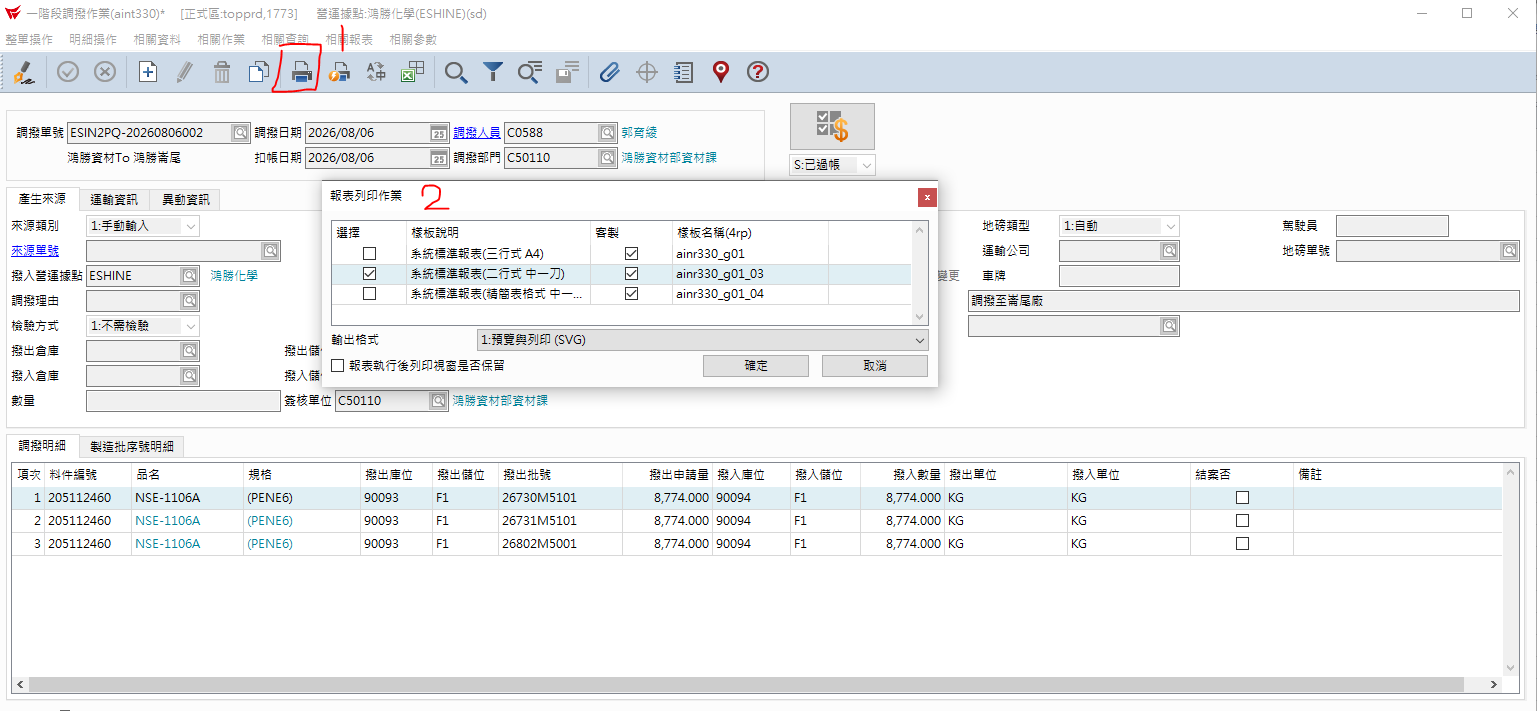 一階段調撥作業(aint330)* [正式區:topprd,1773] 營運據點:鴻勝化學(ESHINE)(sd)
整單操作 明細操作 相關資料 相關作業 相關查詢 相關報表 相關參數
1
調撥單號 ESIN2PQ-20260806002 調撥日期 2026/08/06 25 調撥人員 C0588 郭育綾
鴻勝資材To 鴻勝崙尾 扣帳日期 2026/08/06 25 調撥部門 C50110 鴻勝資材部資材課
S:已過帳
產生來源 運輸資訊 異動資訊
來源類別 1:手動輸入
來源單號
撥入營運據點 ESHINE 鴻勝化學
調撥理由
檢驗方式 1:不需檢驗
撥出倉庫 撥出儲
撥入倉庫 撥入儲
數量 簽核單位 C50110 鴻勝資材部資材課
報表列印作業 2
x
選擇 樣板說明 客製 樣板名稱(4rp)
系統標準報表(三行式 A4) ainr330_g01
系統標準報表(二行式 中一刀) ainr330_g01_03
系統標準報表(精簡表格式 中一... ainr330_g01_04
輸出格式 1:預覽與列印 (SVG)
報表執行後列印視窗是否保留 確定 取消
地磅類型 1:自動 駕駛員
運輸公司 地磅單號
變更 車牌
調撥至崙尾廠
調撥明細 製造批序號明細
項次 料件編號 品名 規格 撥出庫位 撥出儲位 撥出批號 撥出申請量 撥入庫位 撥入儲位 撥入數量 撥出單位 撥入單位 結案否 備註
1 205112460 NSE-1106A (PENE6) 90093 F1 26730M5101 8,774.000 90094 F1 8,774.000 KG KG
2 205112460 NSE-1106A (PENE6) 90093 F1 26731M5101 8,774.000 90094 F1 8,774.000 KG KG
3 205112460 NSE-1106A (PENE6) 90093 F1 26802M5001 8,774.000 90094 F1 8,774.000 KG KG